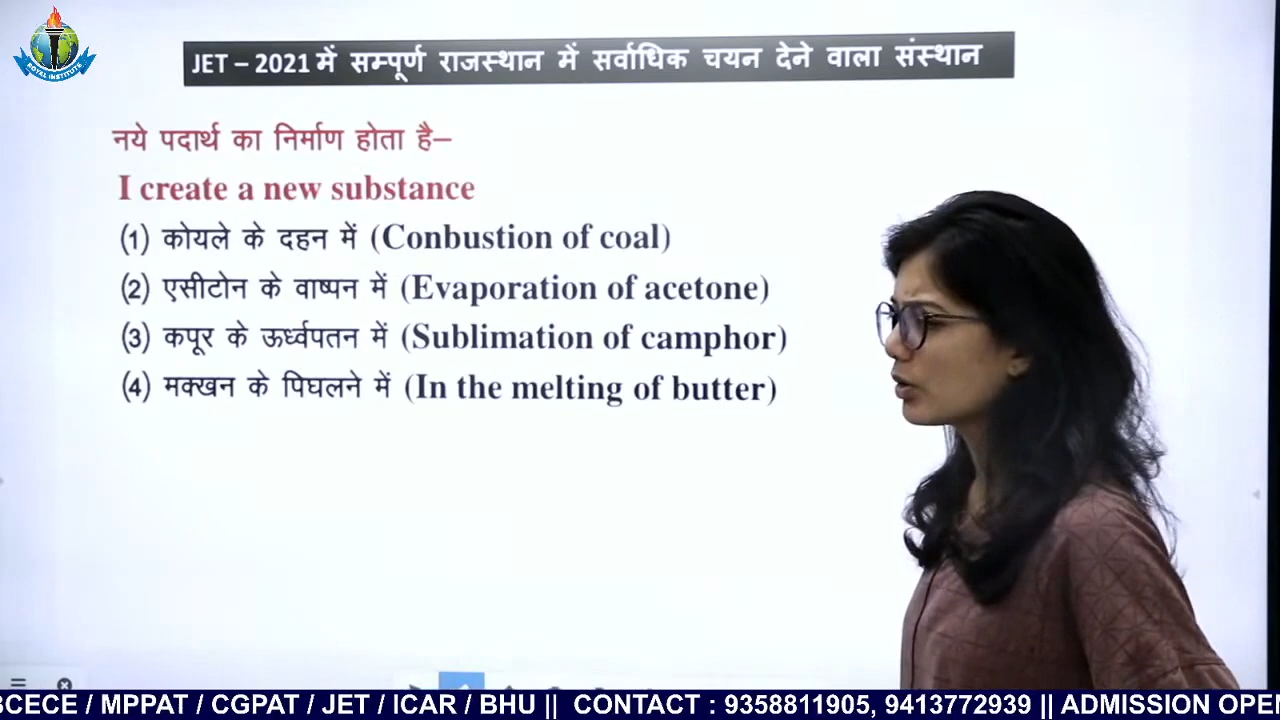 ROYAL INSTITUTE
JET – 2021 में सम्पूर्ण राजस्थान में सर्वाधिक चयन देने वाला संस्थान
नये पदार्थ का निर्माण होता है–
I create a new substance
(1) कोयले के दहन में (Conbustion of coal)
(2) एसीटोन के वाष्पन में (Evaporation of acetone)
(3) कपूर के ऊर्ध्वपतन में (Sublimation of camphor)
(4) मक्खन के पिघलने में (In the melting of butter)
BCECE / MPPAT / CGPAT / JET / ICAR / BHU || CONTACT : 9358811905, 9413772939 || ADMISSION OPE